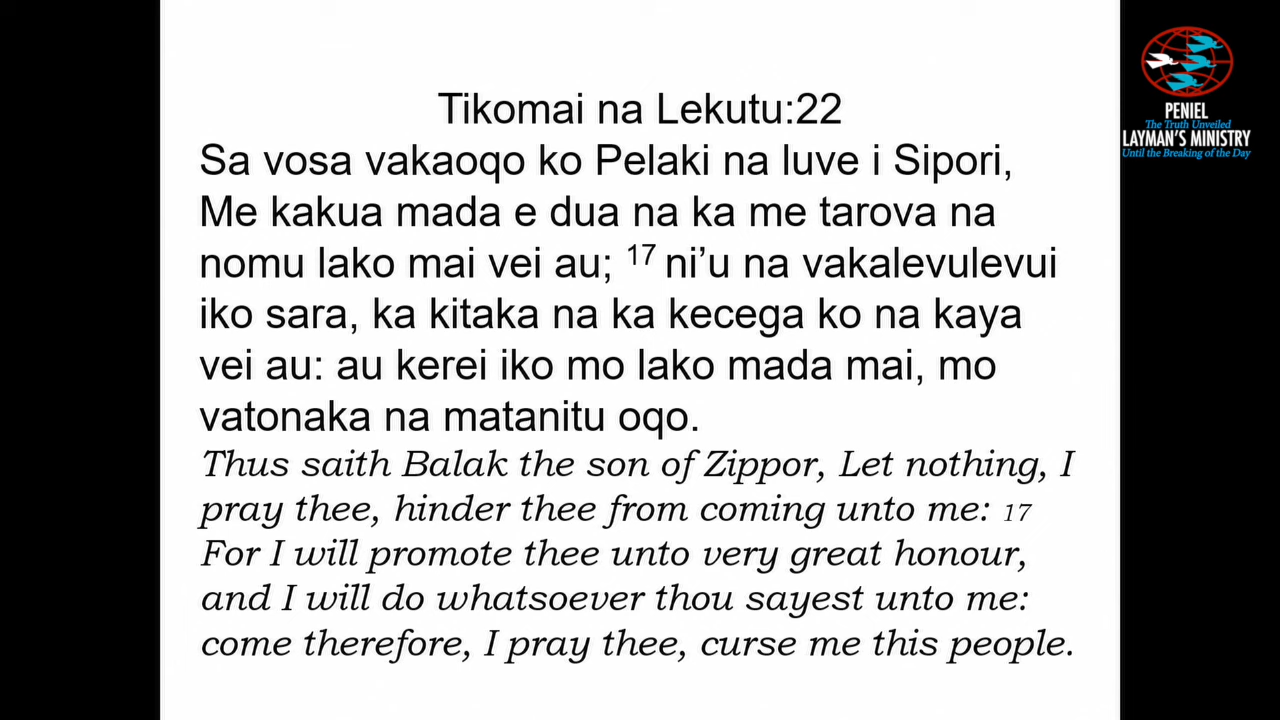 Tikomai na Lekutu:22
Sa vosa vakaoqo ko Pelaki na luve i Sipori,
Me kakua mada e dua na ka me tarova na
nomu lako mai vei au; 17 ni’u na vakalevulevui
iko sara, ka kitaka na ka kecega ko na kaya
vei au: au kerei iko mo lako mada mai, mo
vatonaka na matanitu oqo.
Thus saith Balak the son of Zippor, Let nothing, I
pray thee, hinder thee from coming unto me: 17
For I will promote thee unto very great honour,
and I will do whatsoever thou sayest unto me:
come therefore, I pray thee, curse me this people.
PENIEL
The Truth Unveiled
LAYMAN'S MINISTRY
Until the Breaking of the Day